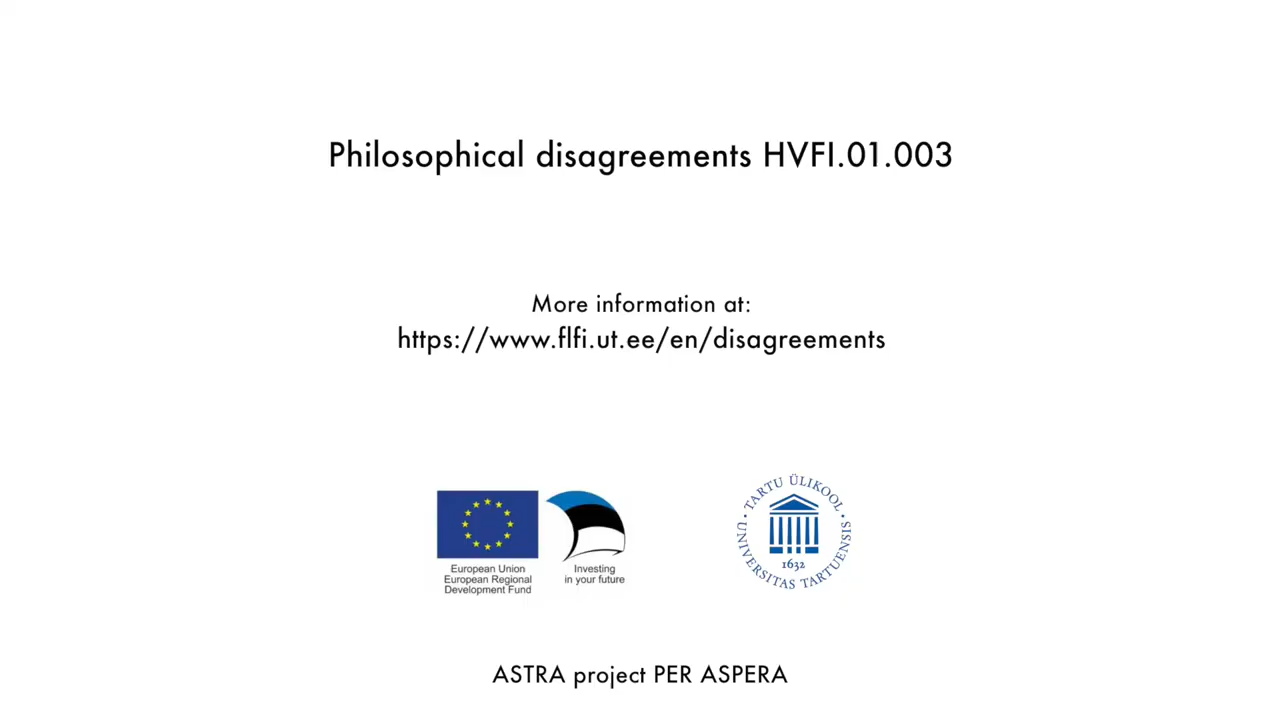 Philosophical disagreements HVFI.01.003
More information at:
https://www.flfi.ut.ee/en/disagreements
European Union
European Regional
Development Fund
Investing
in your future
TARTU ÜLIKOOL
UNIVERSITAS TARTUENSIS
1632
ASTRA project PER ASPERA